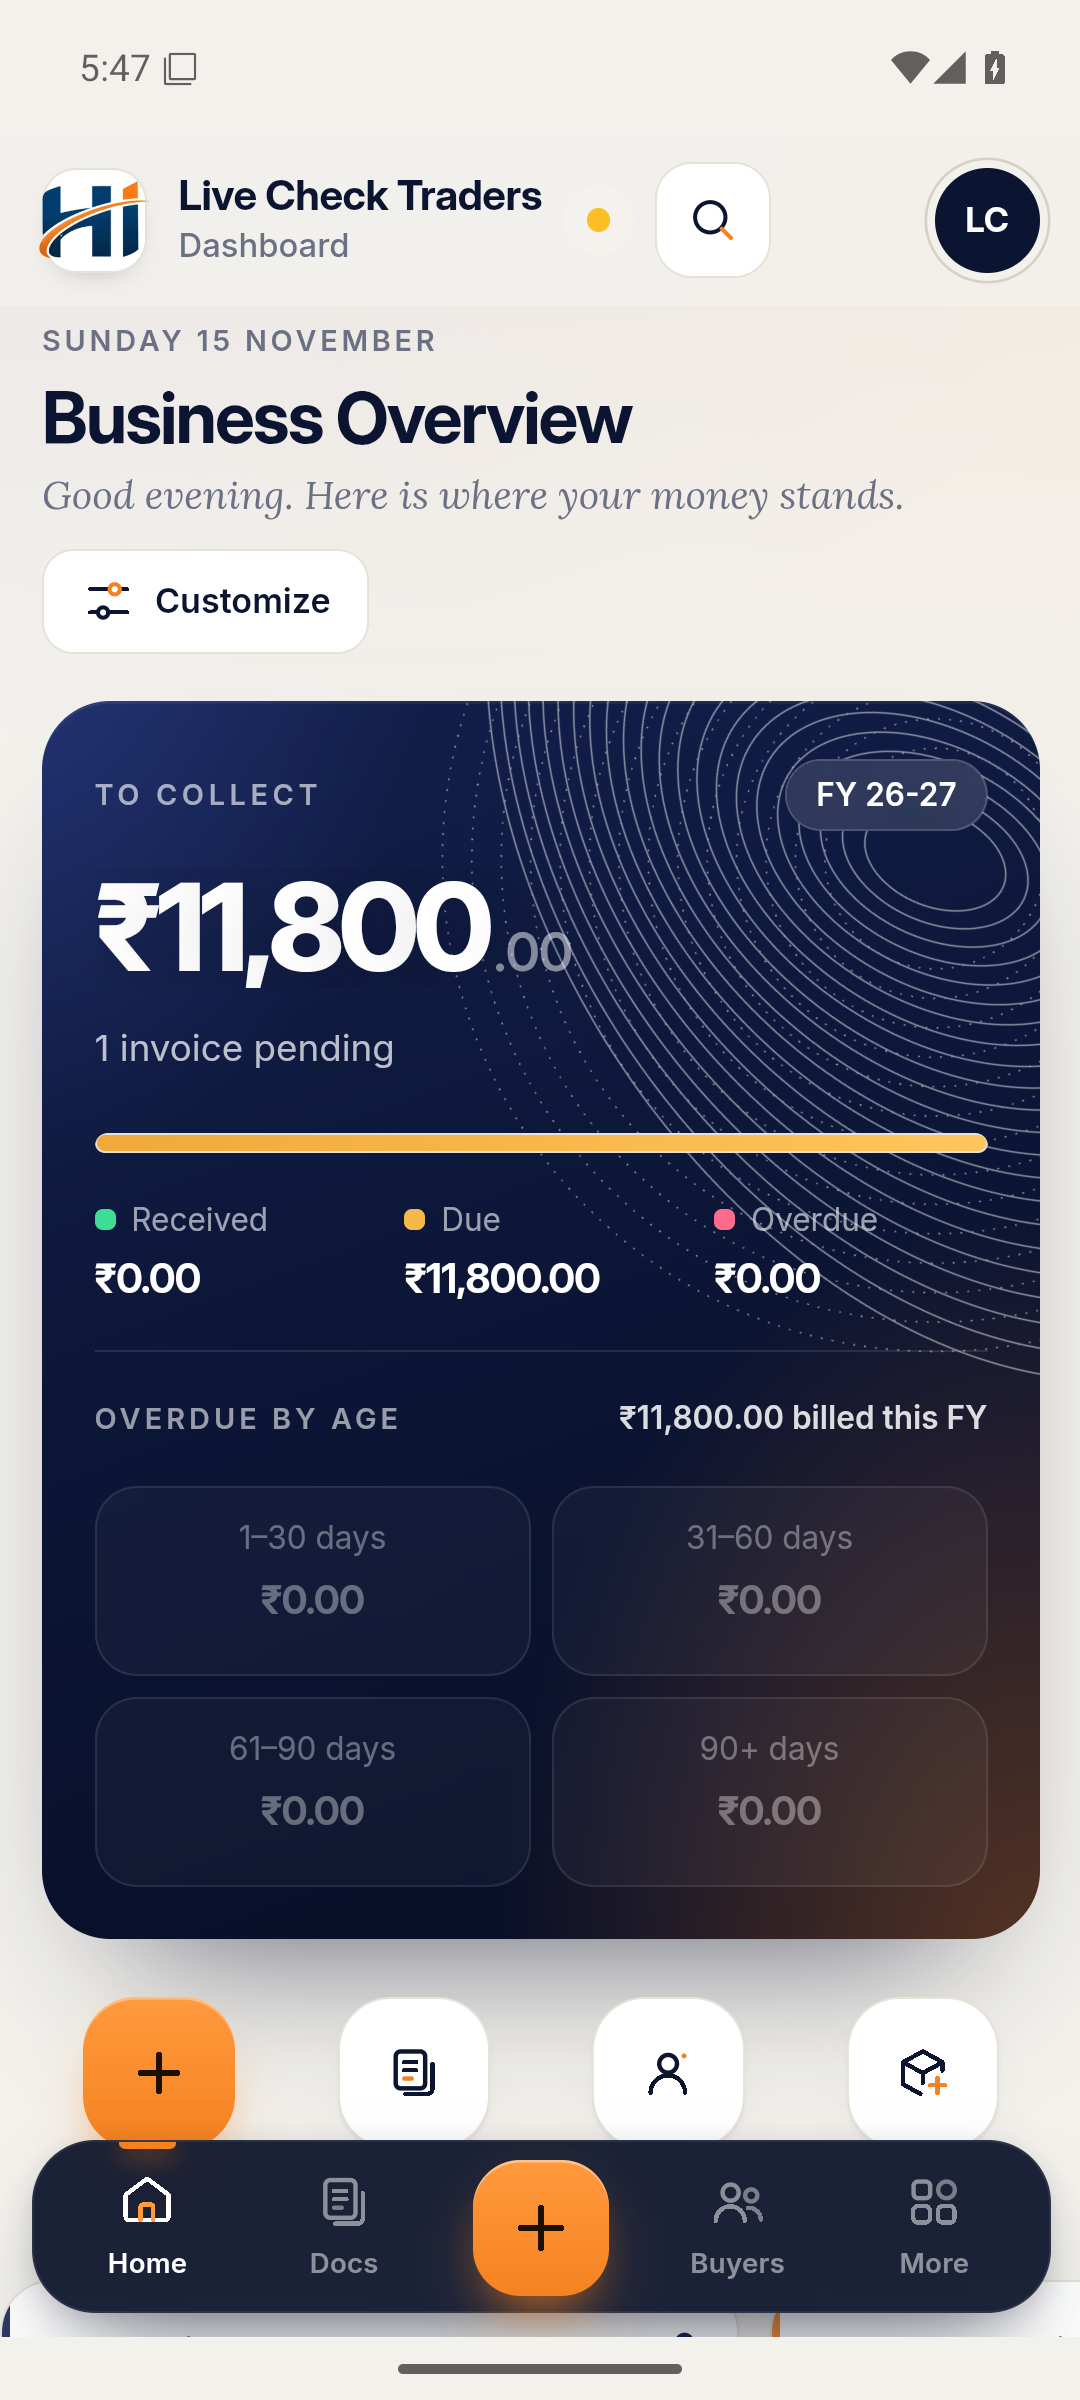 5:47
Hi
Live Check Traders
Dashboard
LC
SUNDAY 15 NOVEMBER
Business Overview
Good evening. Here is where your money stands.
Customize
TO COLLECT
FY 26-27
₹11,800.00
1 invoice pending
Received
Due
Overdue
₹0.00
₹11,800.00
₹0.00
OVERDUE BY AGE
₹11,800.00 billed this FY
1–30 days
31–60 days
₹0.00
₹0.00
61–90 days
90+ days
₹0.00
₹0.00
Home
Docs
Buyers
More